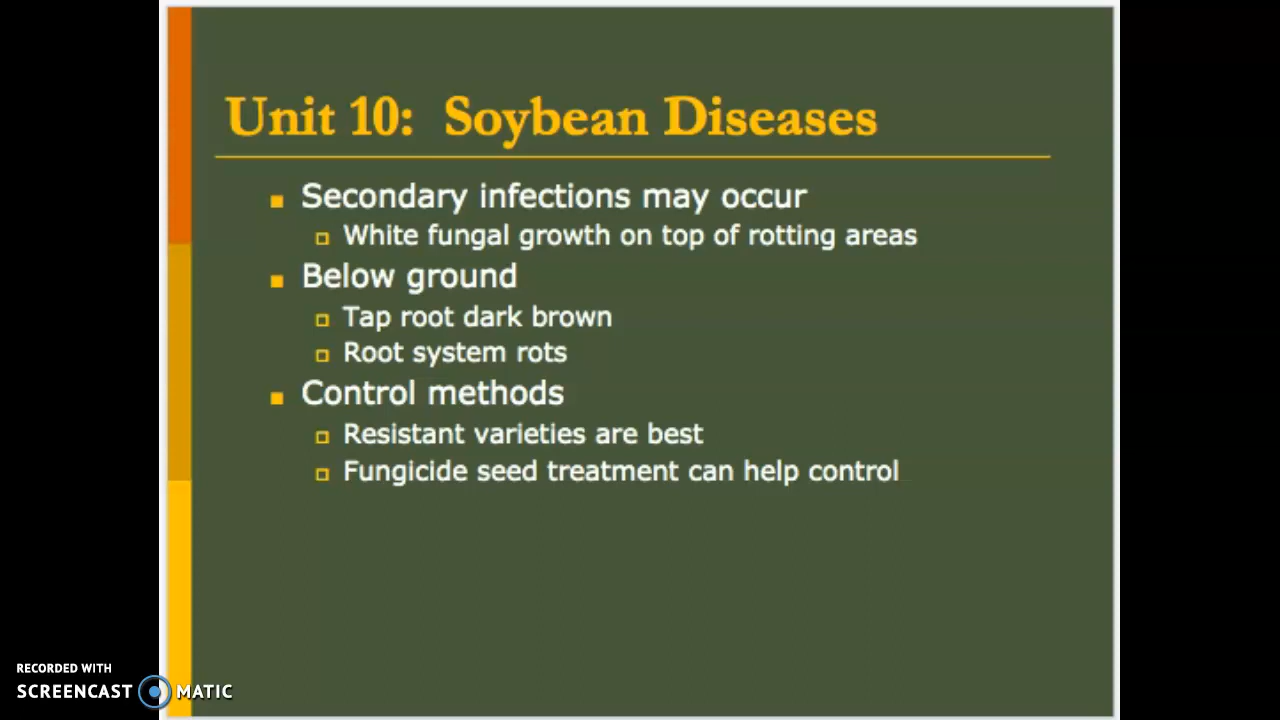 Unit 10: Soybean Diseases
Secondary infections may occur
White fungal growth on top of rotting areas
Below ground
Tap root dark brown
Root system rots
Control methods
Resistant varieties are best
Fungicide seed treatment can help control
RECORDED WITH
SCREENCAST MATIC